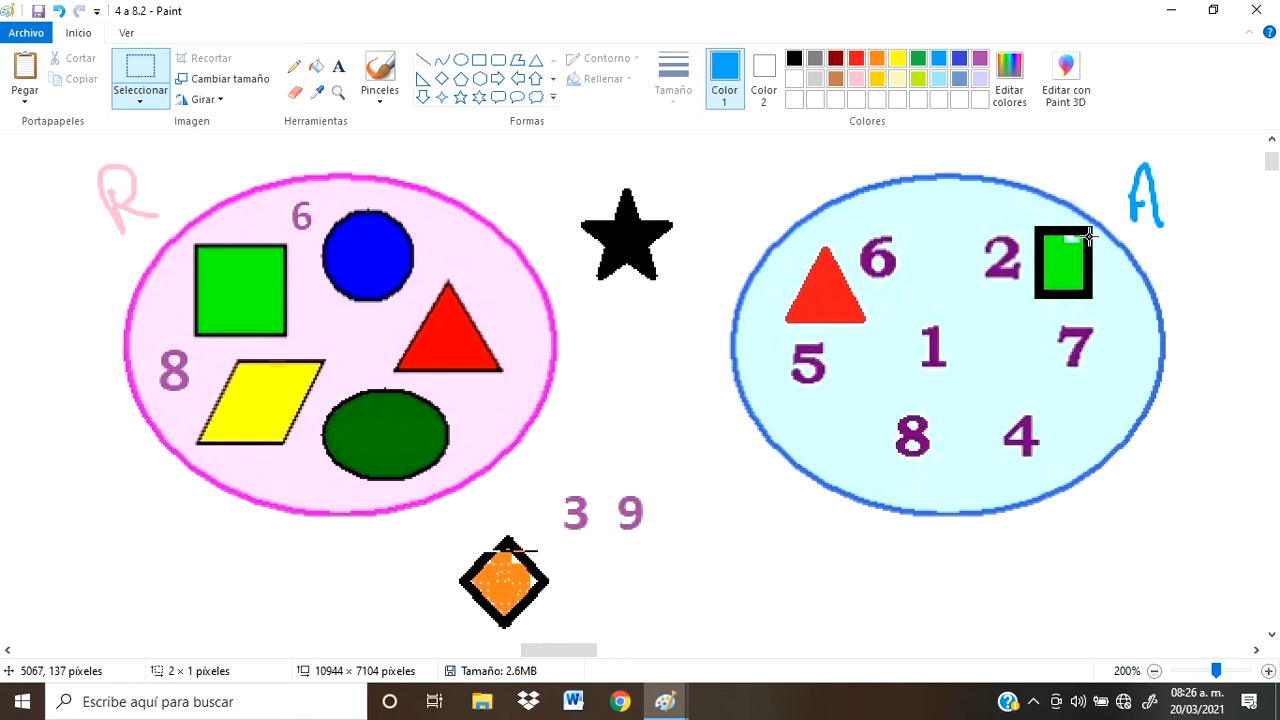 4 a 8.2 - Paint
Archivo Inicio Ver
Pegar
Cortar
Copiar
Portapapeles
Seleccionar
Recortar
Cambiar tamaño
Girar
Imagen
A
Herramientas
Pinceles
Contorno
Rellenar
Formas
Tamaño
Color 1
Color 2
Editar colores
Editar con Paint 3D
Colores
R
6
8
3 9
A
6 2
5 1 7
8 4
5067, 137 píxeles
2 × 1 píxeles
10944 × 7104 píxeles
Tamaño: 2.6MB
200%
Escribe aquí para buscar
08:26 a. m.
20/03/2021